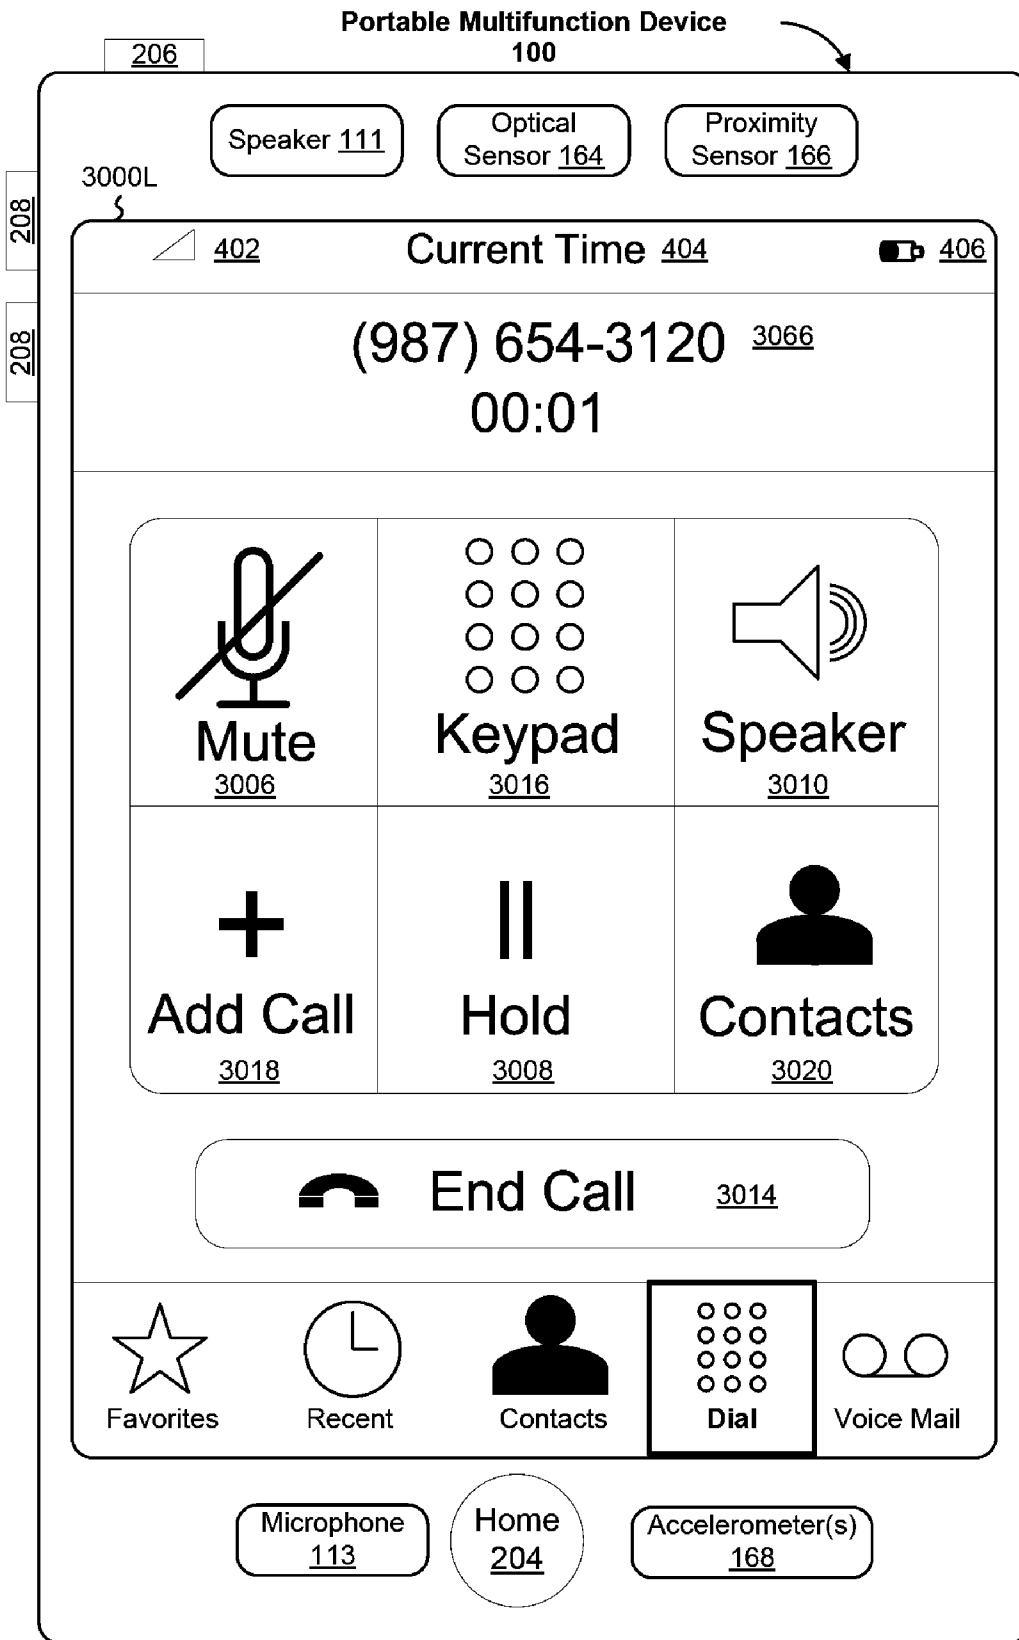 Portable Multifunction Device
100
206
Speaker 111
Optical
Sensor 164
Proximity
Sensor 166
3000L
208
208
402
Current Time 404
406
(987) 654-3120 3066
00:01
Mute
3006
Keypad
3016
Speaker
3010
Add Call
3018
Hold
3008
Contacts
3020
End Call 3014
Favorites
Recent
Contacts
Dial
Voice Mail
Microphone
113
Home
204
Accelerometer(s)
168